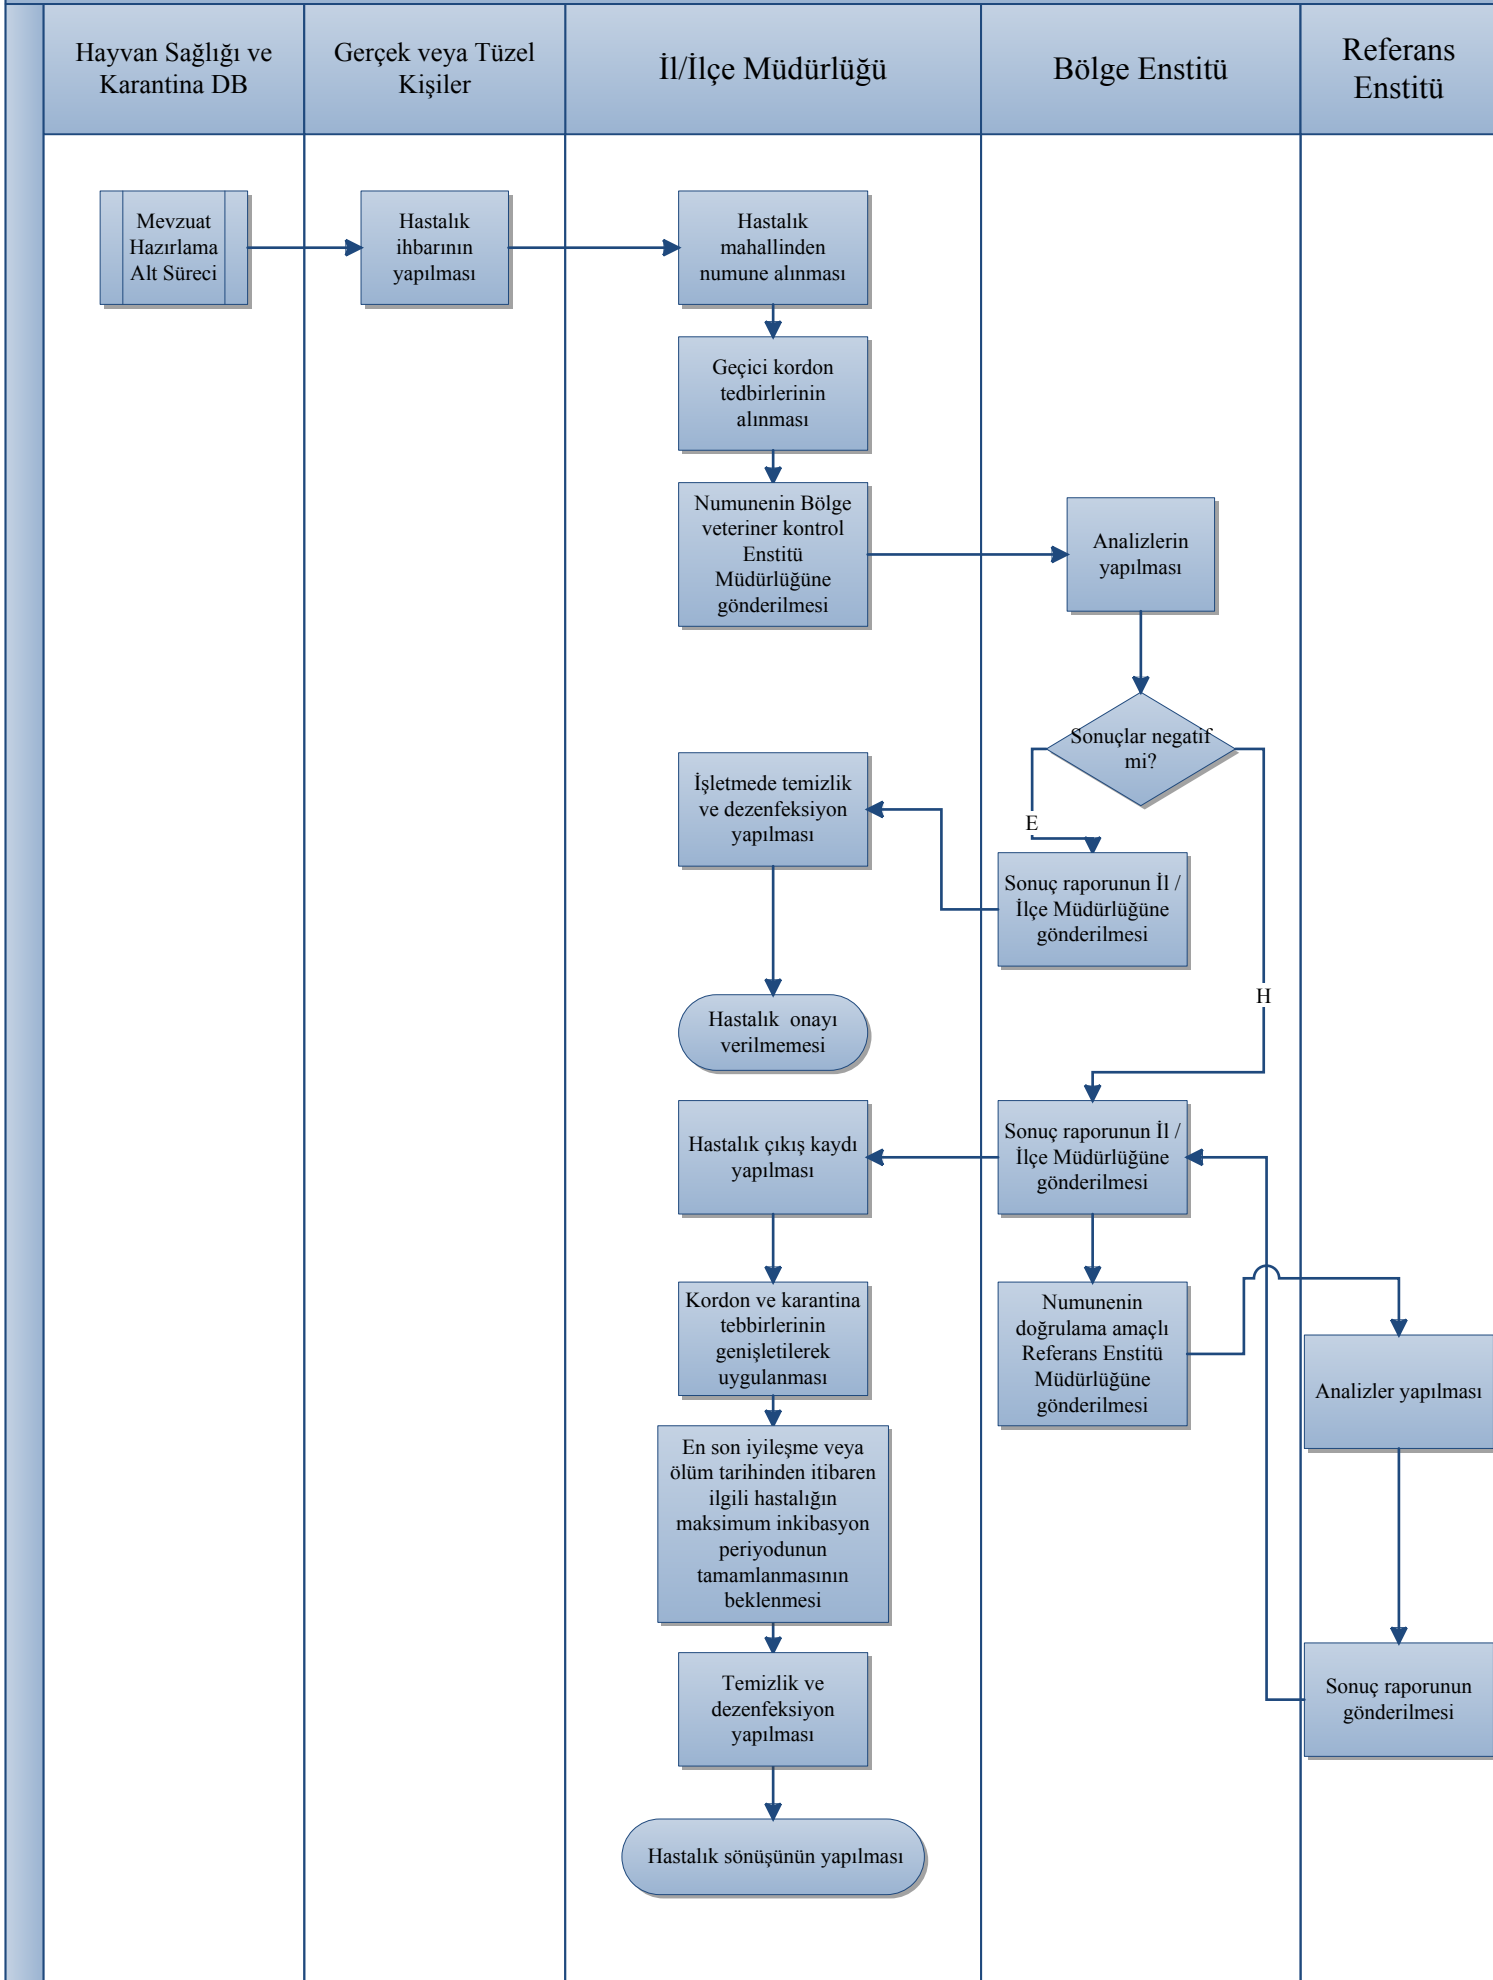 Hayvan Sağlığı ve
Karantina DB
Gerçek veya Tüzel
Kişiler
İl/İlçe Müdürlüğü
Bölge Enstitü
Referans
Enstitü
Mevzuat
Hazırlama
Alt Süreci
Hastalık
ihbarının
yapılması
Hastalık
mahallinden
numune alınması
Geçici kordon
tedbirlerinin
alınması
Numunenin Bölge
veteriner kontrol
Enstitü
Müdürlüğüne
gönderilmesi
Analizlerin
yapılması
Sonuçlar negatif
mi?
E
H
Sonuç raporunun İl /
İlçe Müdürlüğüne
gönderilmesi
İşletmede temizlik
ve dezenfeksiyon
yapılması
Hastalık  onayı
verilmemesi
Sonuç raporunun İl /
İlçe Müdürlüğüne
gönderilmesi
Hastalık çıkış kaydı
yapılması
Numunenin
doğrulama amaçlı
Referans Enstitü
Müdürlüğüne
gönderilmesi
Analizler yapılması
Sonuç raporunun
gönderilmesi
Kordon ve karantina
tebbirlerinin
genişletilerek
uygulanması
En son iyileşme veya
ölüm tarihinden itibaren
ilgili hastalığın
maksimum inkibasyon
periyodunun
tamamlanmasının
beklenmesi
Temizlik ve
dezenfeksiyon
yapılması
Hastalık sönüşünün yapılması